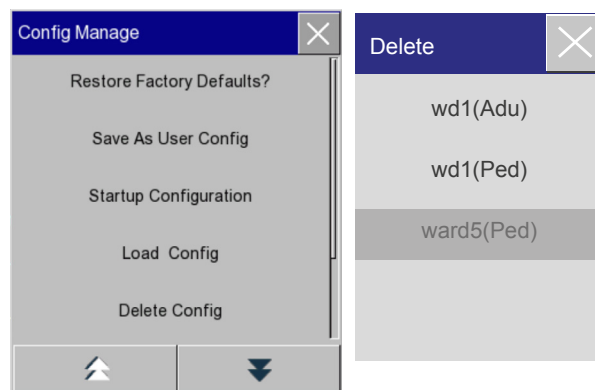 Config Manage
Restore Factory Defaults?
Save As User Config
Startup Configuration
Load Config
Delete Config
Delete
wd1(Adu)
wd1(Ped)
ward5(Ped)